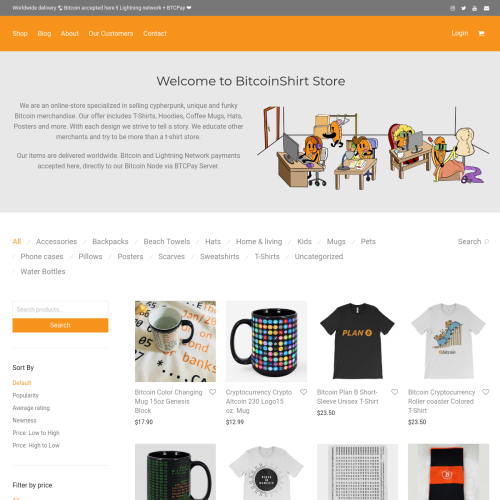 Worldwide delivery Bitcoin accepted here Lightning network + BTCPay
Shop Blog About Our Customers Contact Login
Welcome to BitcoinShirt Store
We are an online-store specialized in selling cypherpunk, unique and funky
Bitcoin merchandise. Our offer includes T-Shirts, Hoodies, Coffee Mugs, Hats,
Posters and more. With each design we strive to tell a story. We educate other
merchants and try to be more than a t-shirt store.
Our items are delivered worldwide. Bitcoin and Lightning Network payments
accepted here, directly to our Bitcoin Node via BTCPay Server.
All / Accessories / Backpacks / Beach Towels / Hats / Home & living / Kids / Mugs / Pets
Search
/ Phone cases / Pillows / Posters / Scarves / Sweatshirts / T-Shirts / Uncategorized
/ Water Bottles
Search products...
Search
Sort By
Default
Popularity
Average rating
Newness
Price: Low to High
Price: High to Low
Filter by price
PLAN B
bitcoin
Bitcoin Color Changing
Mug 15oz Genesis
Block
$17.90
Cryptocurrency Crypto
Altcoin 230 Logo15
oz. Mug
$12.99
Bitcoin Plan B Short-
Sleeve Unisex T-Shirt
$23.50
Bitcoin Cryptocurrency
Roller coaster Colored
T-Shirt
$23.50